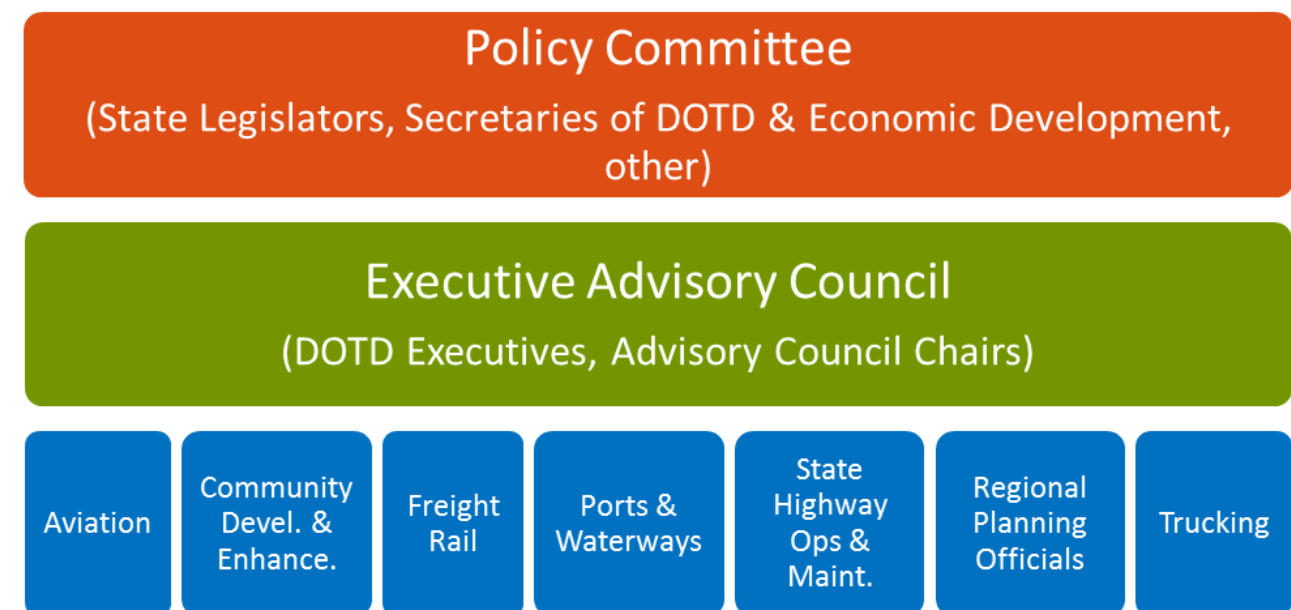 Policy Committee
(State Legislators, Secretaries of DOTD & Economic Development,
other)
Executive Advisory Council
(DOTD Executives, Advisory Council Chairs)
Aviation
Community
Devel. &
Enhance.
Freight
Rail
Ports &
Waterways
State
Highway
Ops &
Maint.
Regional
Planning
Officials
Trucking